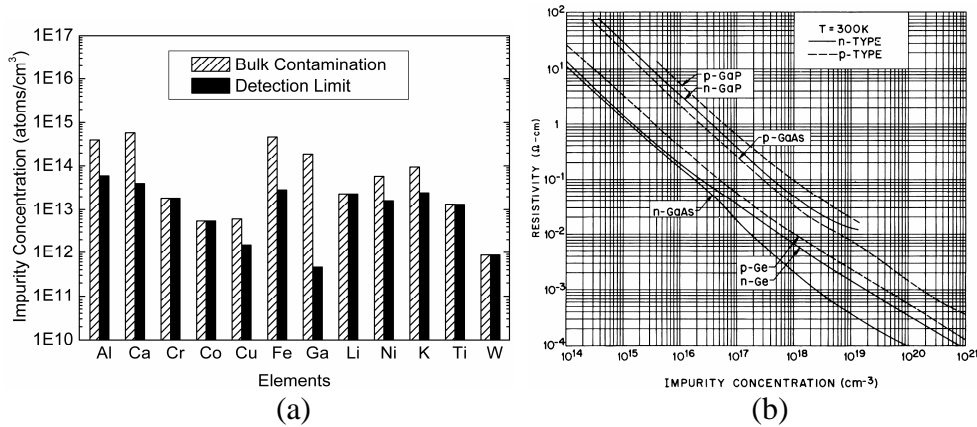 Impurity Concentration (atoms/cm³)
1E17
1E16
1E15
1E14
1E13
1E12
1E11
1E10
Bulk Contamination
Detection Limit
Al Ca Cr Co Cu Fe Ga Li Ni K Ti W
Elements
(a)
RESISTIVITY (Ω-cm)
10²
10¹
1
10⁻¹
10⁻²
10⁻³
10⁻⁴
T = 300K
n-TYPE
p-TYPE
p-GaP
n-GaP
p-GaAs
n-GaAs
p-Ge
n-Ge
10¹⁴ 10¹⁵ 10¹⁶ 10¹⁷ 10¹⁸ 10¹⁹ 10²⁰ 10²¹
IMPURITY CONCENTRATION (cm⁻³)
(b)